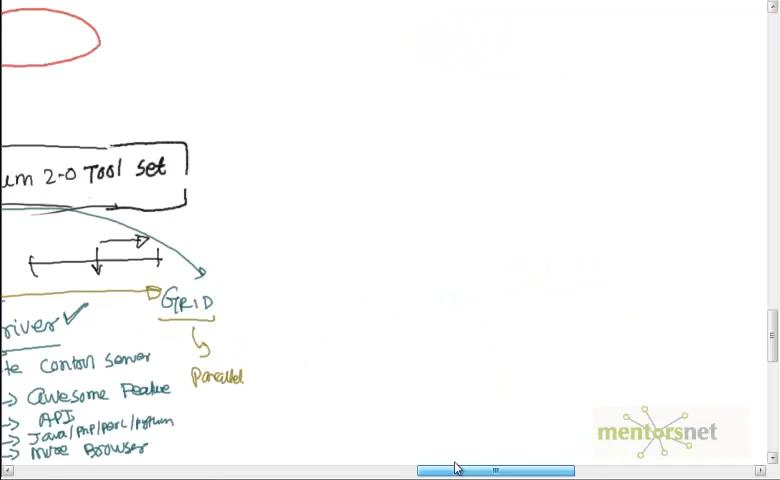 um 2-0 Tool Set
GRID
river
Parallel
te Control Server
Awesome Feature
API
Java/PHP/perl/python
More Browser
mentorsnet